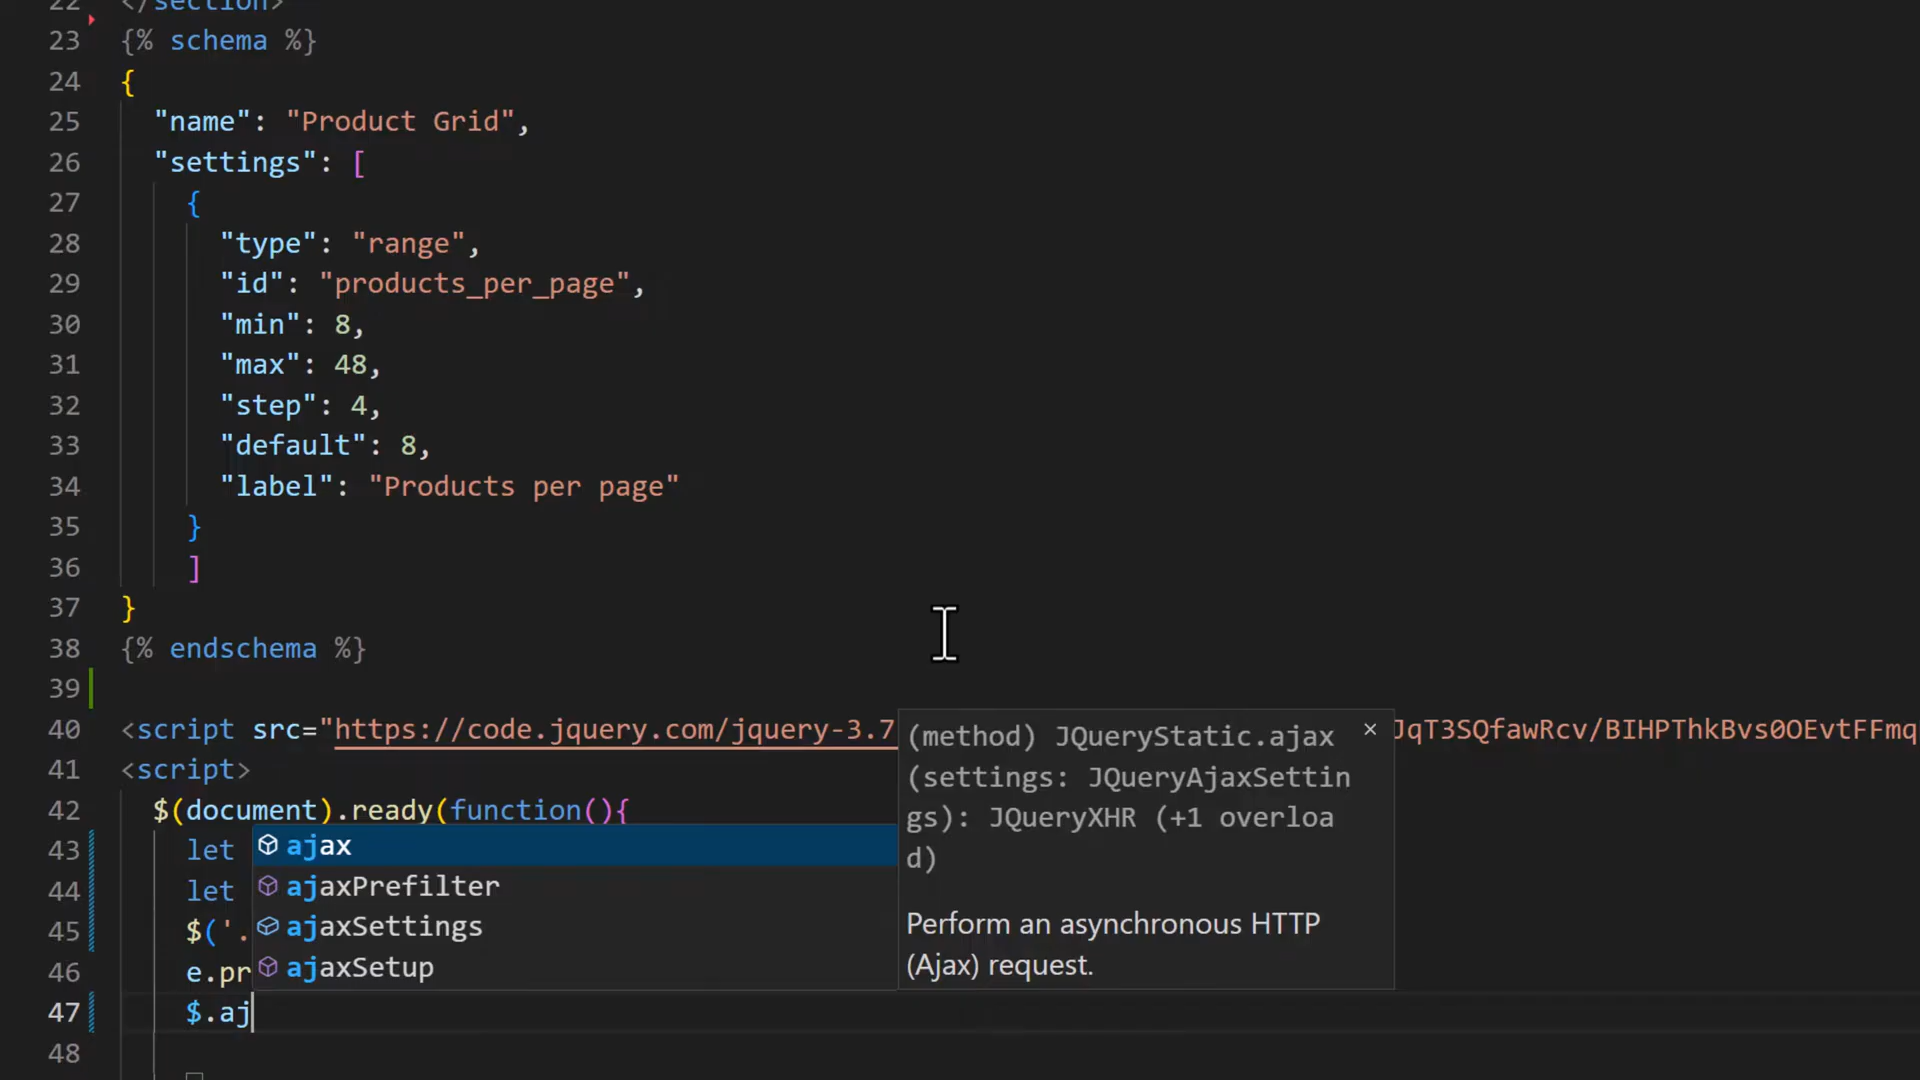 22 </section>
23 {% schema %}
24 {
25 "name": "Product Grid",
26 "settings": [
27 {
28 "type": "range",
29 "id": "products_per_page",
30 "min": 8,
31 "max": 48,
32 "step": 4,
33 "default": 8,
34 "label": "Products per page"
35 }
36 ]
37 }
38 {% endschema %}
39
40 <script src="https://code.jquery.com/jquery-3.7 JqT3SQfawRcv/BIHPThkBvs0OEvtFFmq
41 <script>
42 $(document).ready(function(){
43 let
44 let
45 $('.
46 e.pr
47 $.aj
48
ajax
ajaxPrefilter
ajaxSettings
ajaxSetup
(method) JQueryStatic.ajax
(settings: JQueryAjaxSettin
gs): JQueryXHR (+1 overloa
d)
Perform an asynchronous HTTP
(Ajax) request.